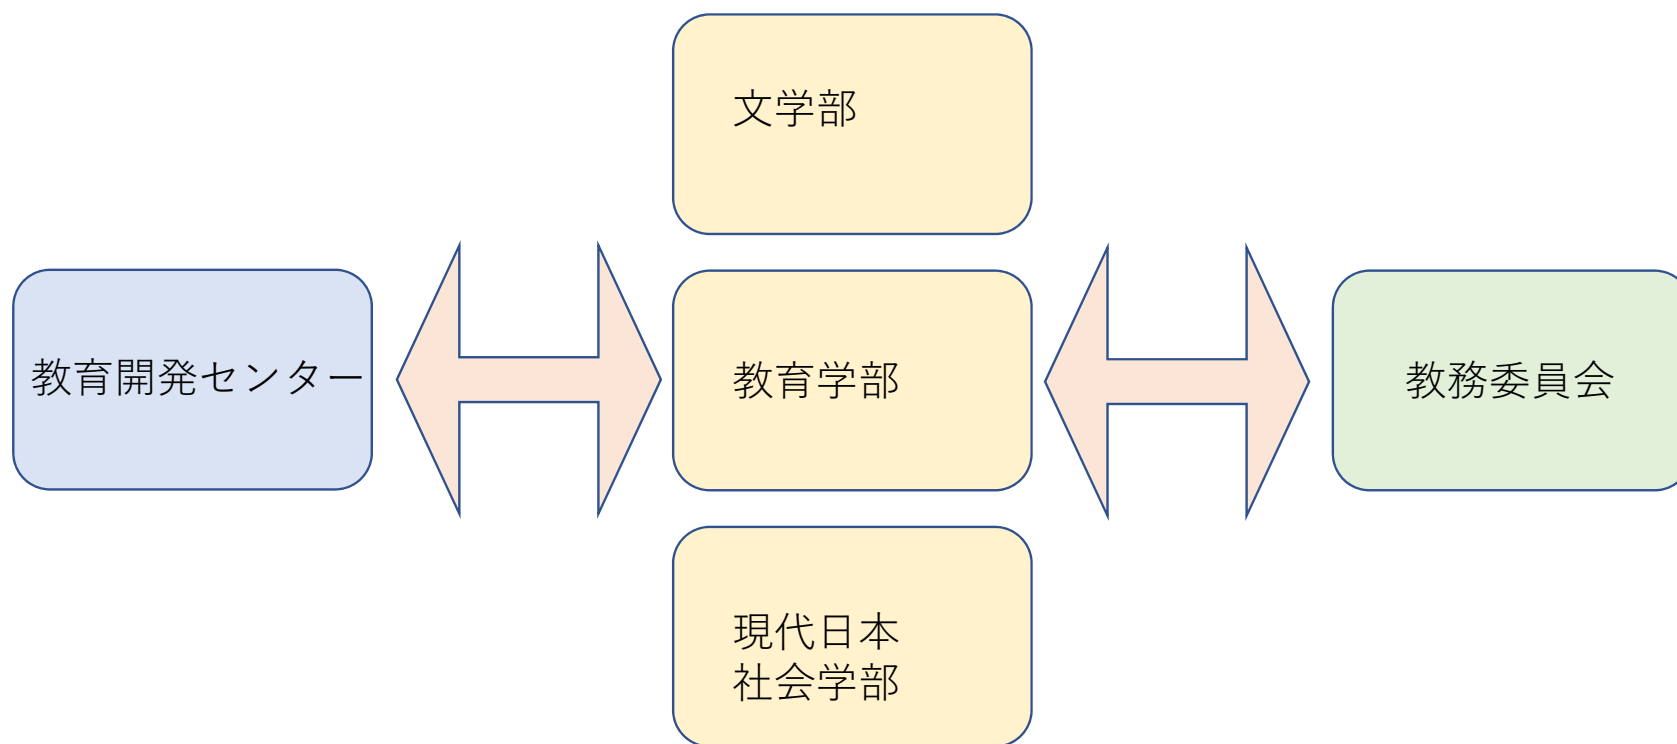 文学部
教育開発センター
教育学部
教務委員会
現代日本
社会学部